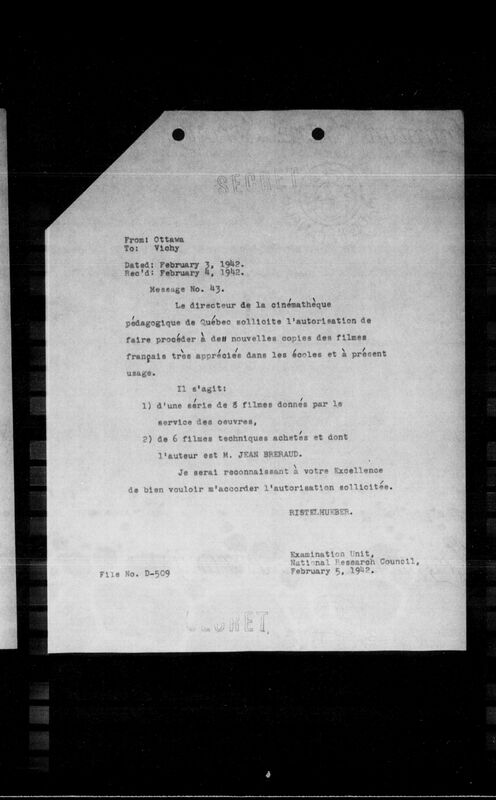 SECRET
From: Ottawa
To: Vichy
Dated: February 3, 1942.
Rec'd: February 4, 1942.
Message No. 43.
Le directeur de la cinémathèque
pédagogique de Québec sollicite l'autorisation de
faire procéder à des nouvelles copies des filmes
français très appréciés dans les écoles et à présent
usage.
Il s'agit:
1) d'une série de 8 filmes donnés par le
service des oeuvres,
2) de 6 filmes techniques achetés et dont
l'auteur est M. JEAN BRERAUD.
Je serai reconnaissant à votre Excellence
de bien vouloir m'accorder l'autorisation sollicitée.
RISTELHUEBER.
Examination Unit,
National Research Council,
File No. D-509
February 5, 1942.
SECRET